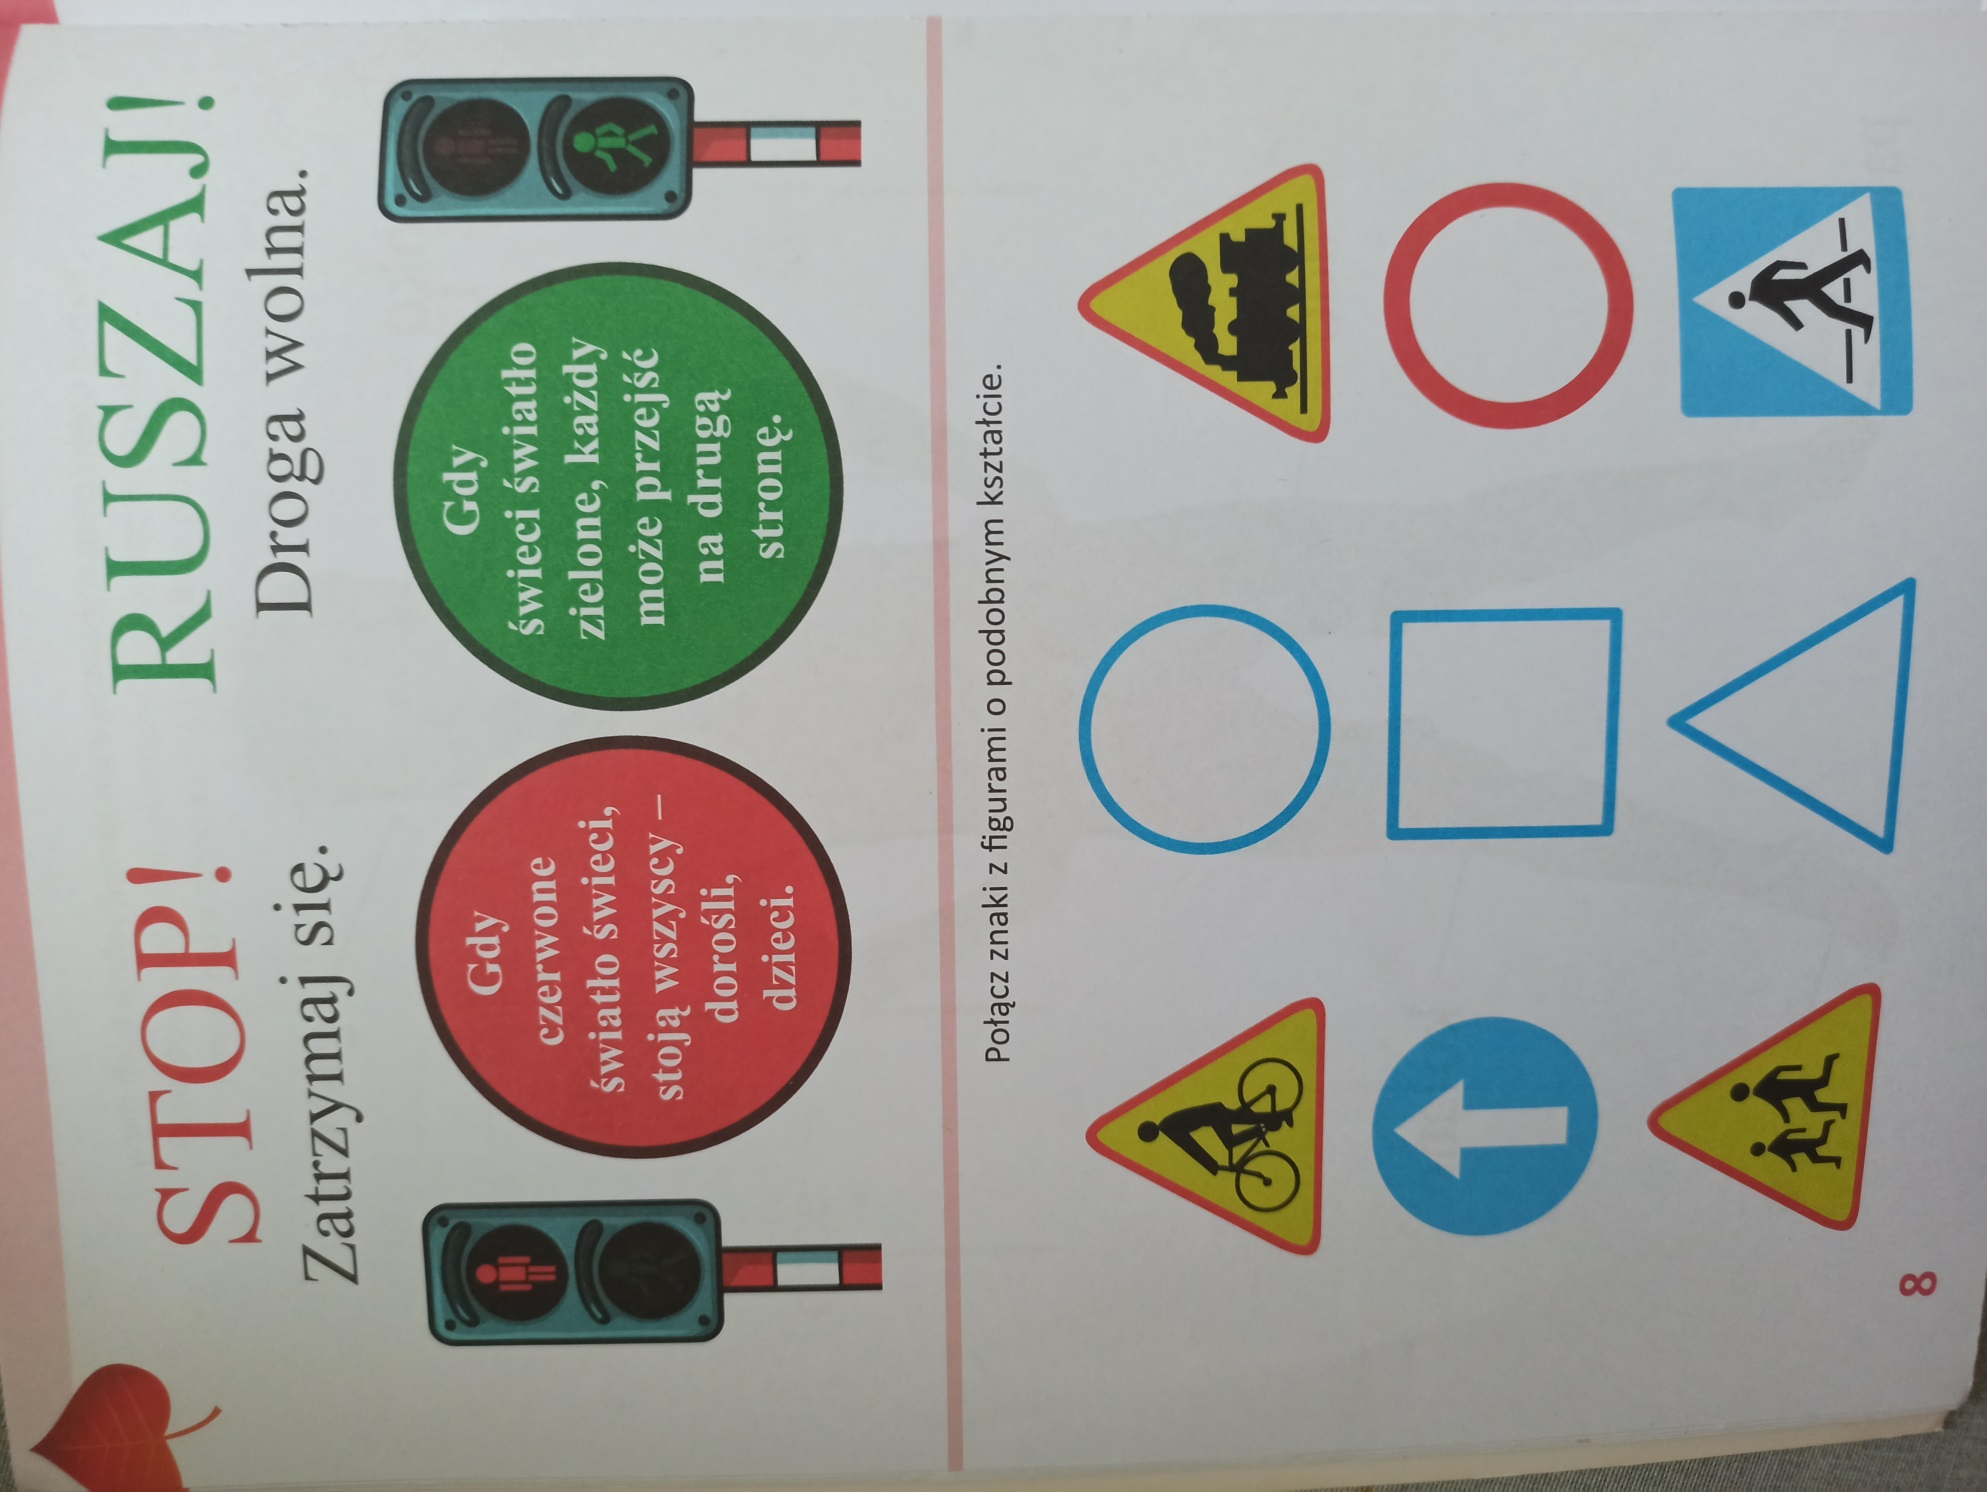 STOP!
Zatrzymaj się.
RUSZAJ!
Droga wolna.
Gdy
czerwone
światło świeci,
stoją wszyscy –
dorośli,
dzieci.
Gdy
świeci światło
zielone, każdy
może przejść
na drugą
stronę.
Połącz znaki z figurami o podobnym kształcie.
8